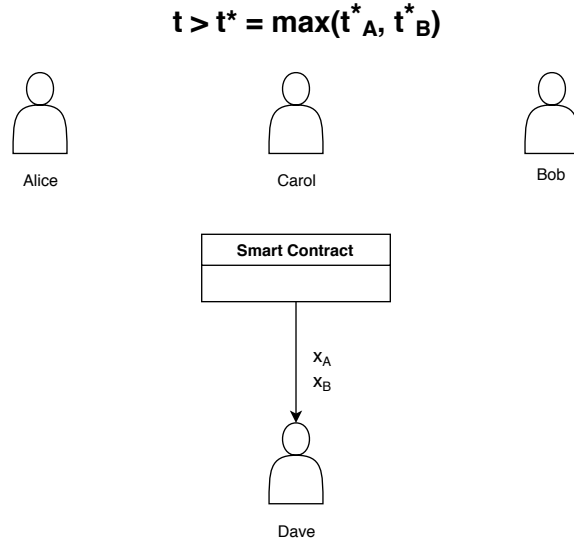 t > t* = max(t*A, t*B)
Alice
Carol
Bob
Smart Contract
xA
xB
Dave